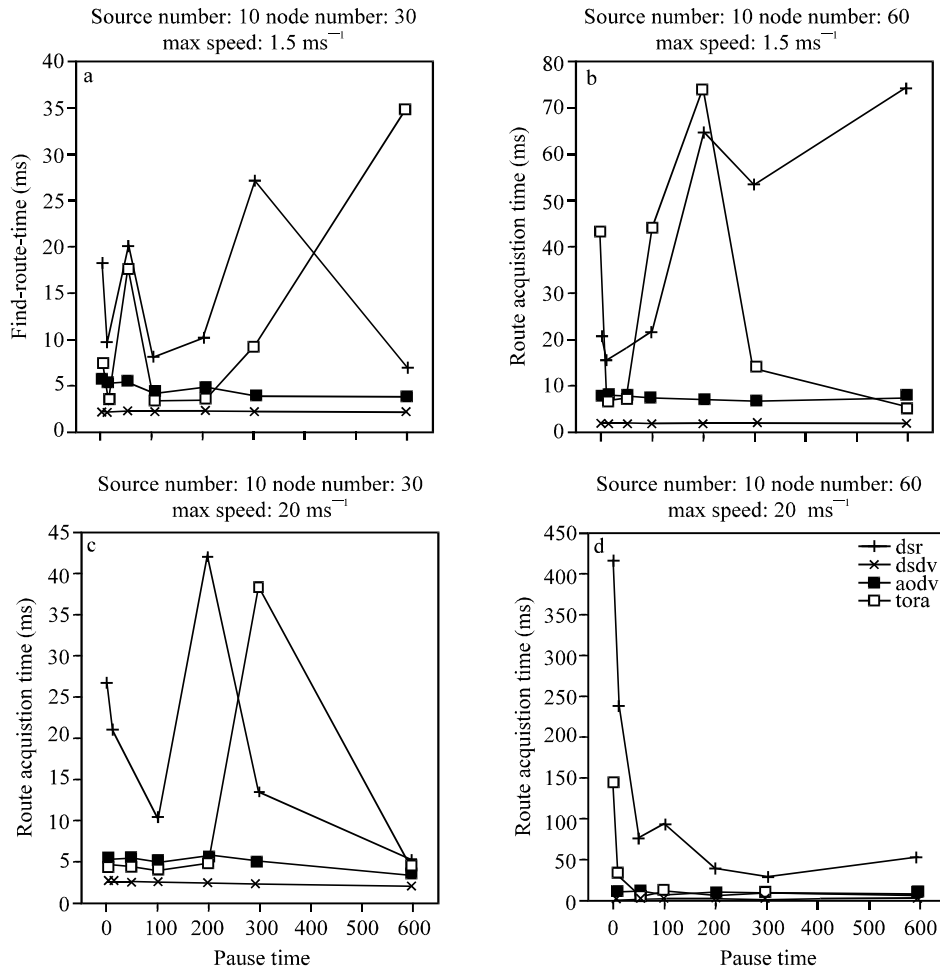 Source number: 10 node number: 30
max speed: 1.5 ms⁻¹
a
Find-route-time (ms)
40
35
30
25
20
15
10
5
0
Source number: 10 node number: 60
max speed: 1.5 ms⁻¹
b
Route acquistion time (ms)
80
70
60
50
40
30
20
10
0
Source number: 10 node number: 30
max speed: 20 ms⁻¹
c
Route acquistion time (ms)
45
40
35
30
25
20
15
10
5
0
0 100 200 300 400 500 600
Pause time
Source number: 10 node number: 60
max speed: 20 ms⁻¹
d
dsr
dsdv
aodv
tora
Route acquistion time (ms)
450
400
350
300
250
200
150
100
50
0
0 100 200 300 400 500 600
Pause time